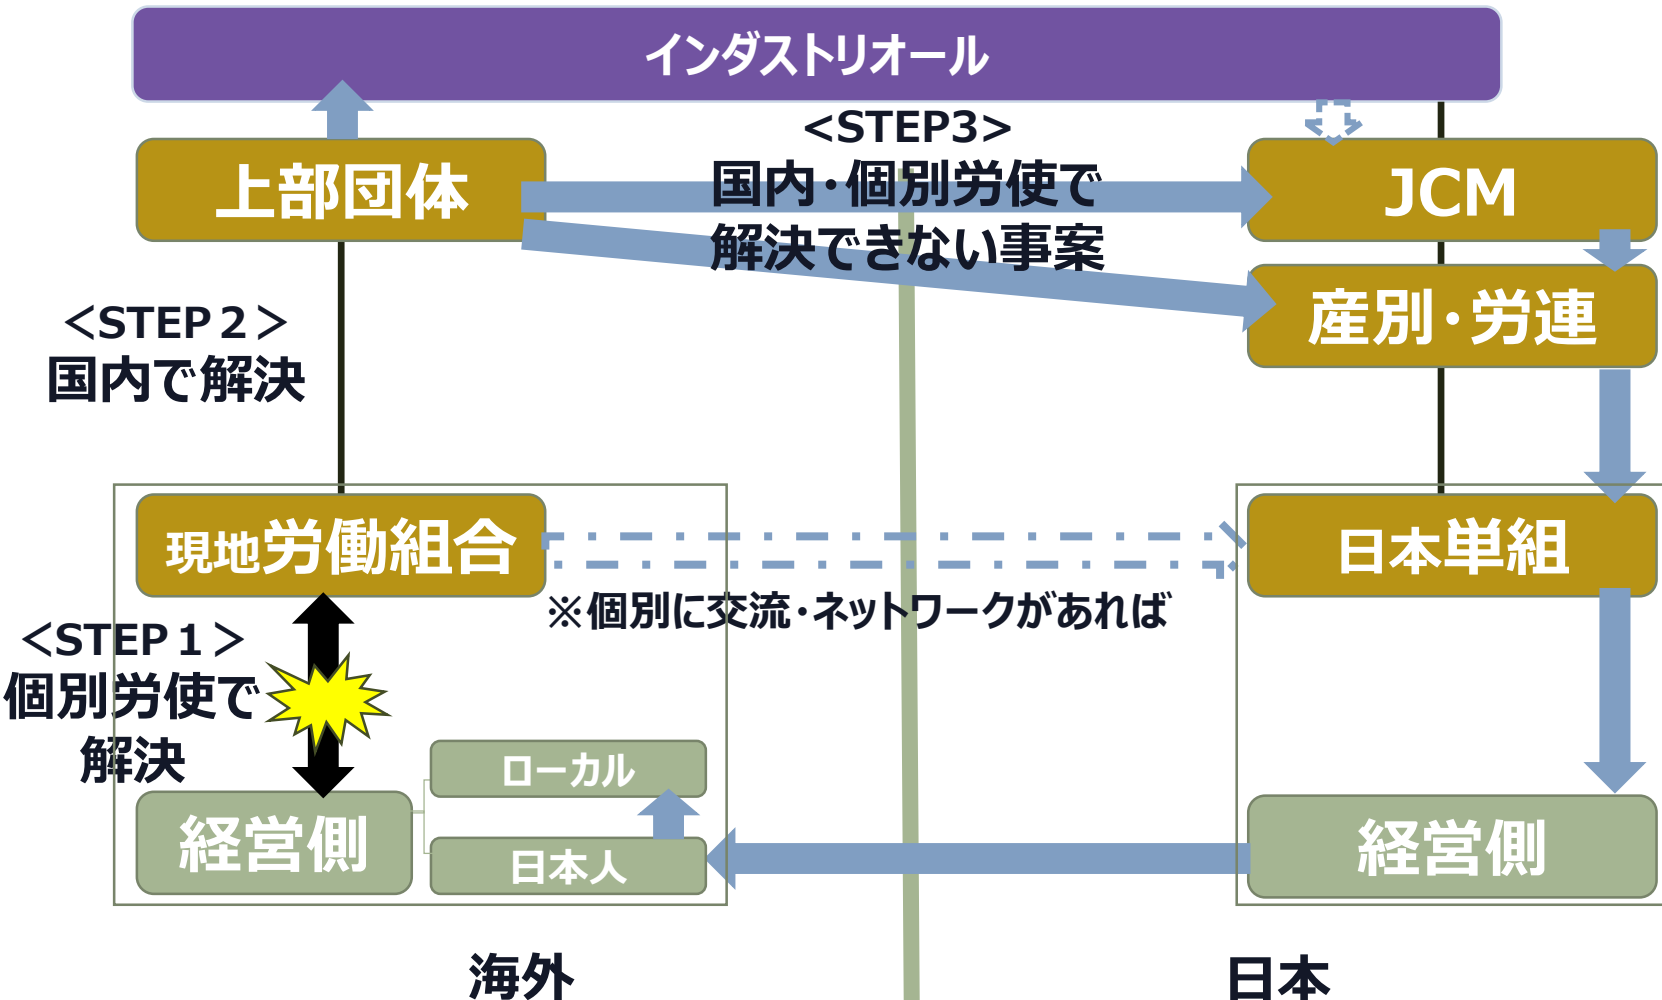 インダストリオール
<STEP3>
国内・個別労使で
解決できない事案
上部団体
JCM
産別・労連
＜STEP２＞
国内で解決
現地労働組合
日本単組
※個別に交流・ネットワークがあれば
＜STEP１＞
個別労使で
解決
ローカル
経営側
日本人
経営側
海外
日本